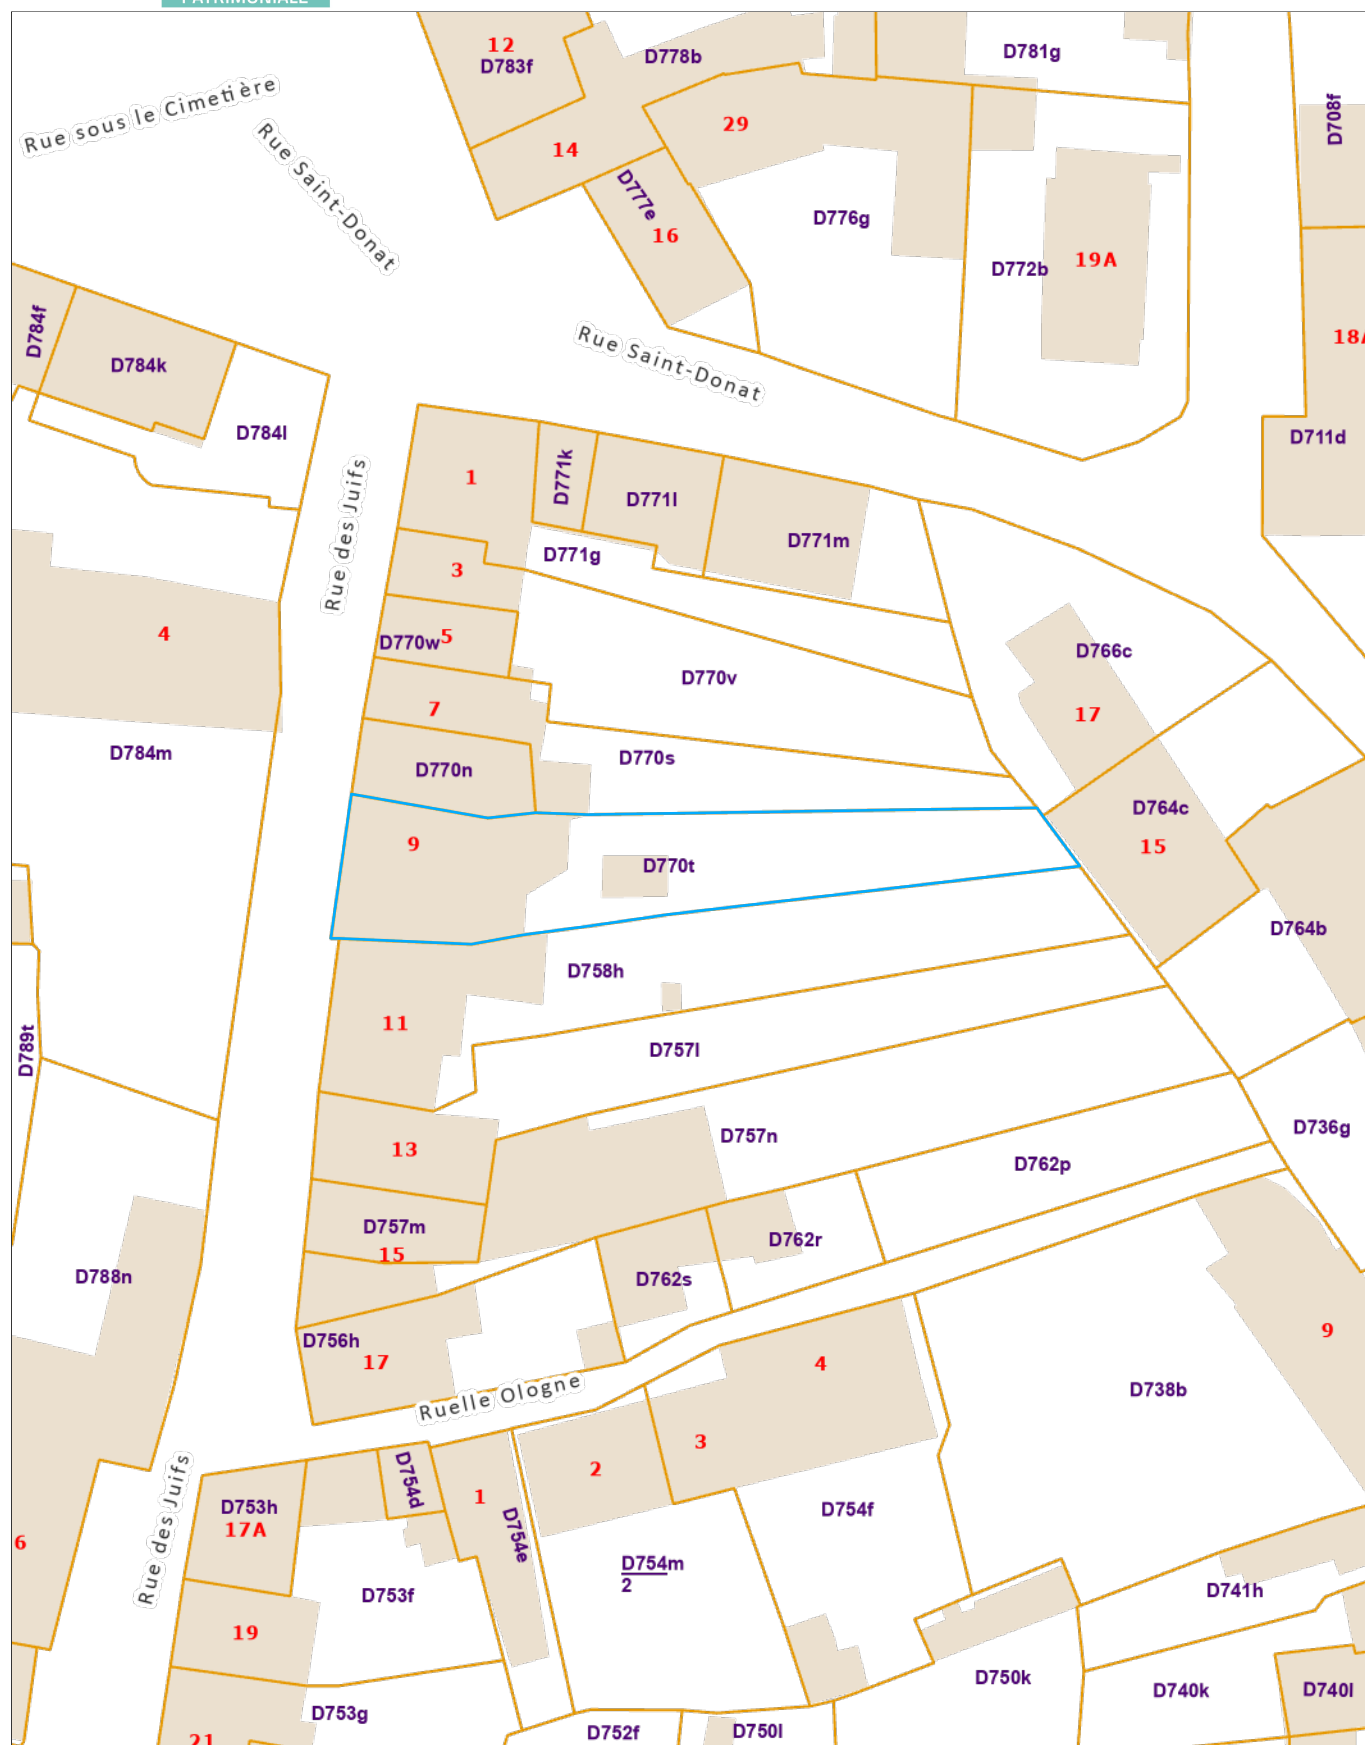 PATRIMONIALE
12
D783f
D778b
D781g
Rue sous le Cimetière
Rue Saint-Donat
14
29
D708f
D777e
16
D776g
D772b
19A
D784f
D784k
D784l
Rue Saint-Donat
D711d
Rue des Juifs
1
D771k
D771l
D771m
D771g
3
4
D770w
5
D770v
D766c
7
17
D784m
D770n
D770s
D764c
9
15
D770t
D764b
D758h
11
D789t
D757l
13
D757n
D762p
D736g
D757m
15
D762r
D788n
D762s
D756h
17
9
4
Ruelle Ologne
D738b
3
2
D754d
1
D753h
17A
D754e
D754f
6
Rue des Juifs
D754m
2
D753f
D741h
19
D750k
D740k
D740l
D753g
21
D752f
D750l